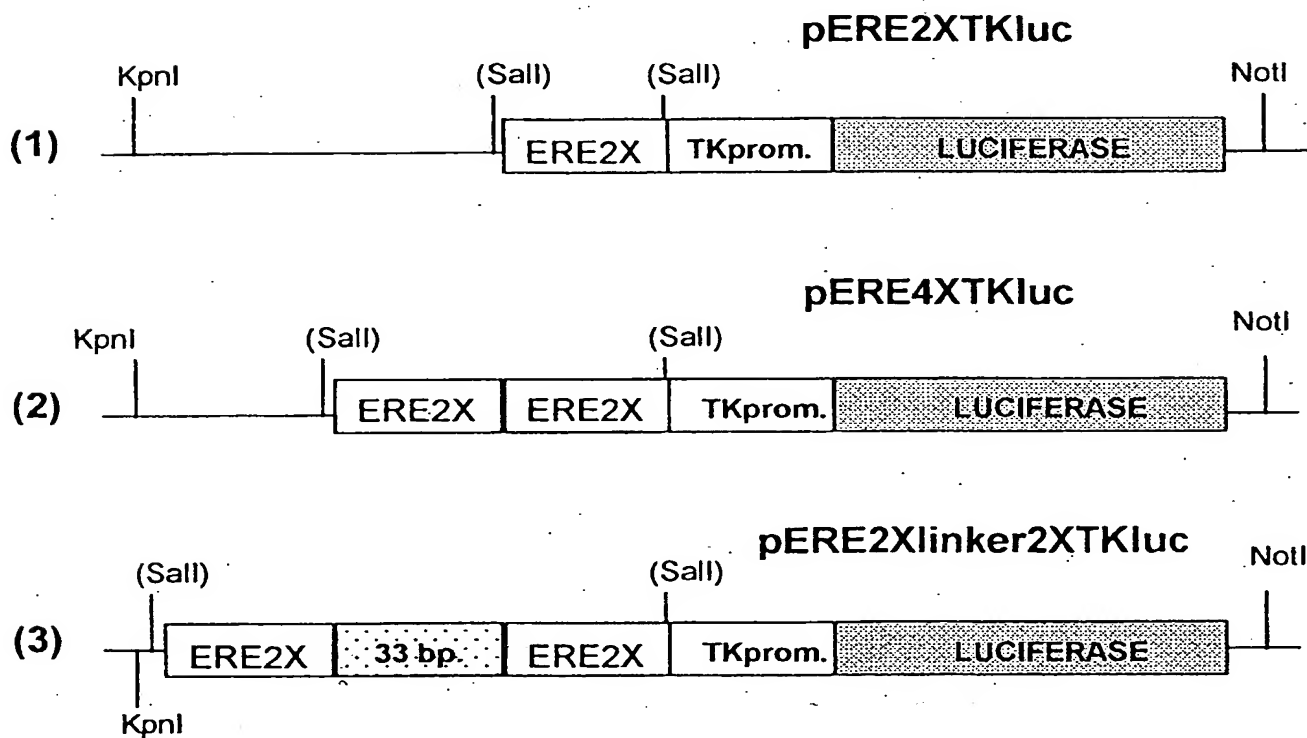 pERE2XTKluc
KpnI (SalI) (SalI) NotI
(1) ERE2X TKprom. LUCIFERASE
pERE4XTKluc
KpnI (SalI) (SalI) NotI
(2) ERE2X ERE2X TKprom. LUCIFERASE
pERE2Xlinker2XTKluc
(SalI) (SalI) NotI
(3) ERE2X 33 bp. ERE2X TKprom. LUCIFERASE
KpnI